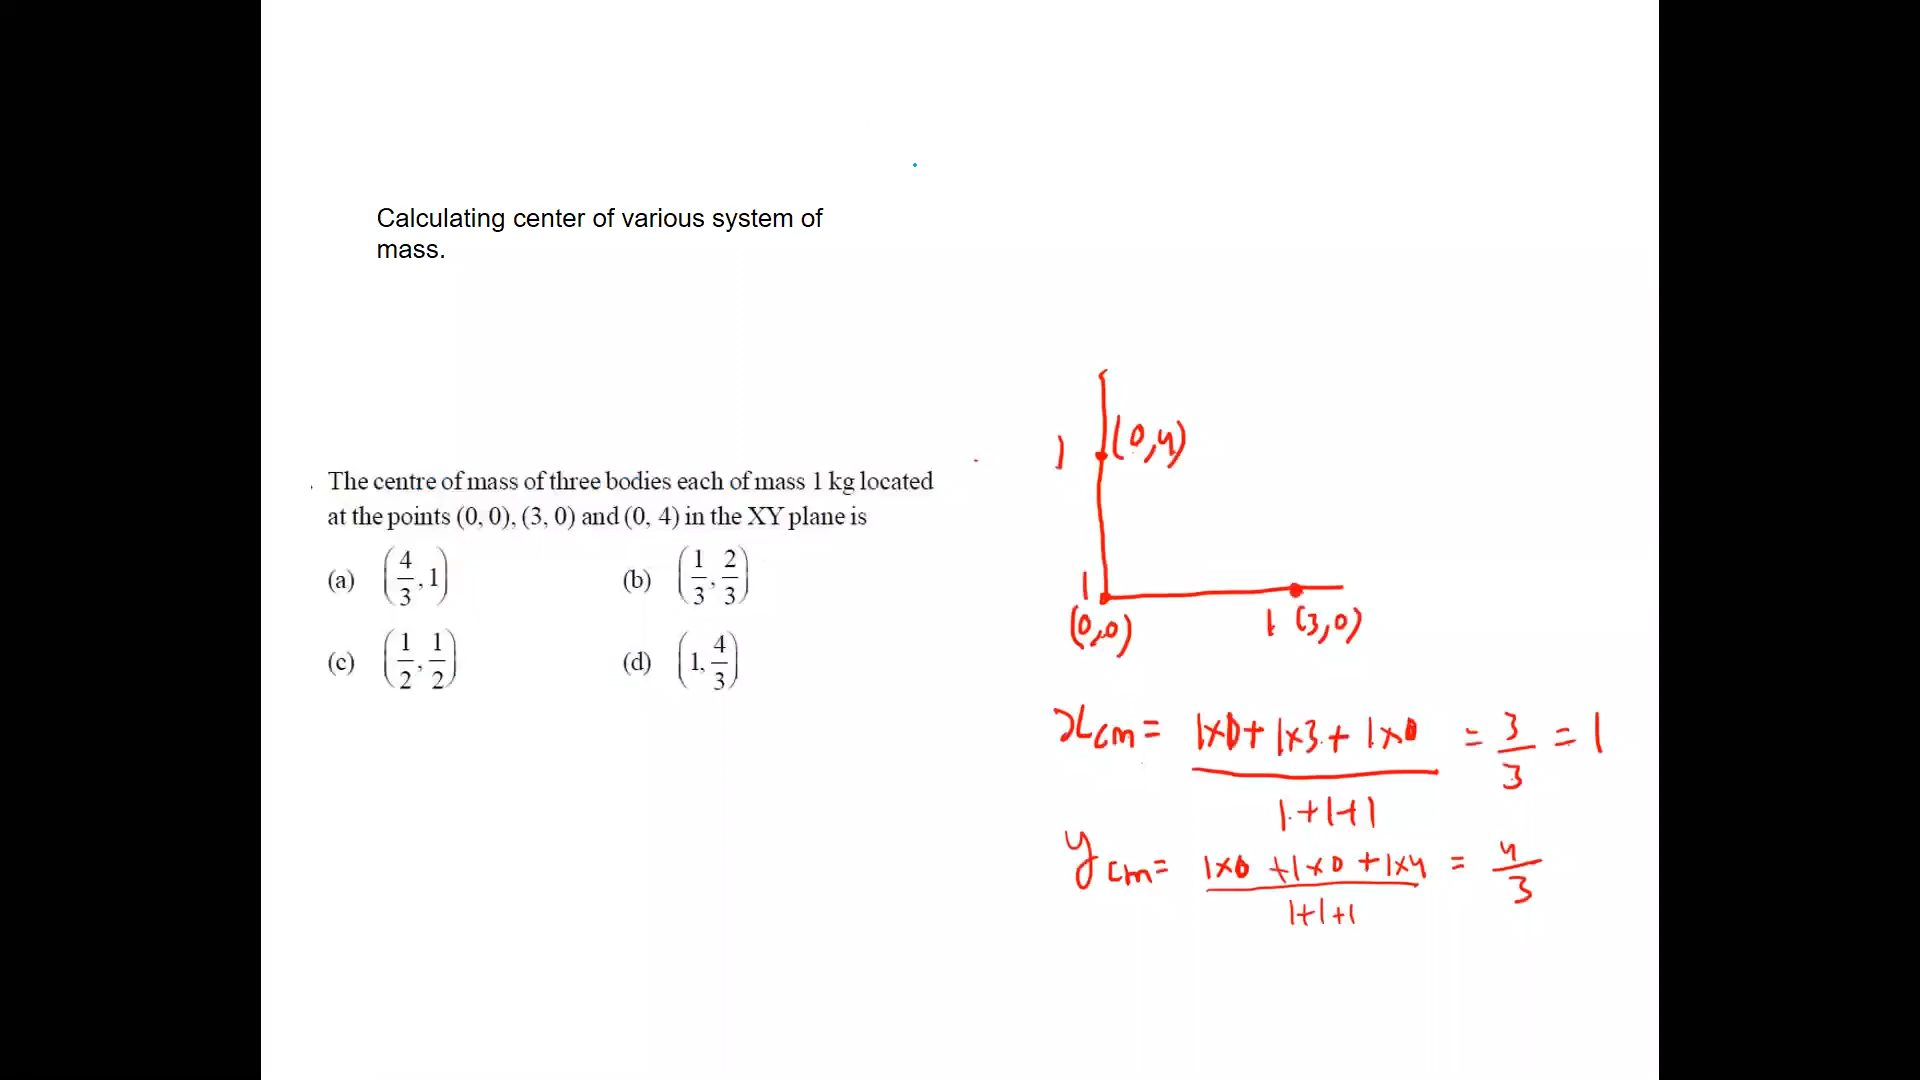 Calculating center of various system of
mass.
The centre of mass of three bodies each of mass 1 kg located
at the points (0, 0), (3, 0) and (0, 4) in the XY plane is
(a) (4/3, 1) (b) (1/3, 2/3)
(c) (1/2, 1/2) (d) (1, 4/3)
1 (0,4)
1
(0,0) 1 (3,0)
xcm = 1×0+1×3+1×0 = 3 = 1
1+1+1 3
ycm = 1×0+1×0+1×4 = 4
1+1+1 3